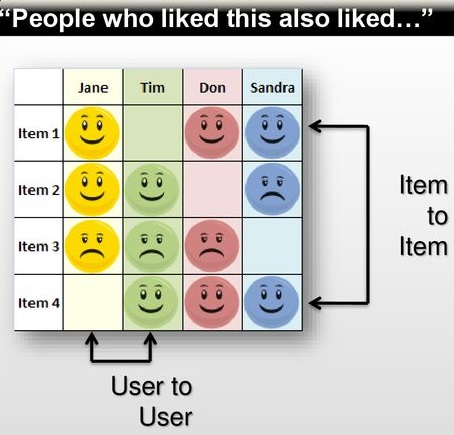 “People who liked this also liked…”
Jane Tim Don Sandra
Item 1
Item 2
Item 3
Item 4
Item
to
Item
User to
User